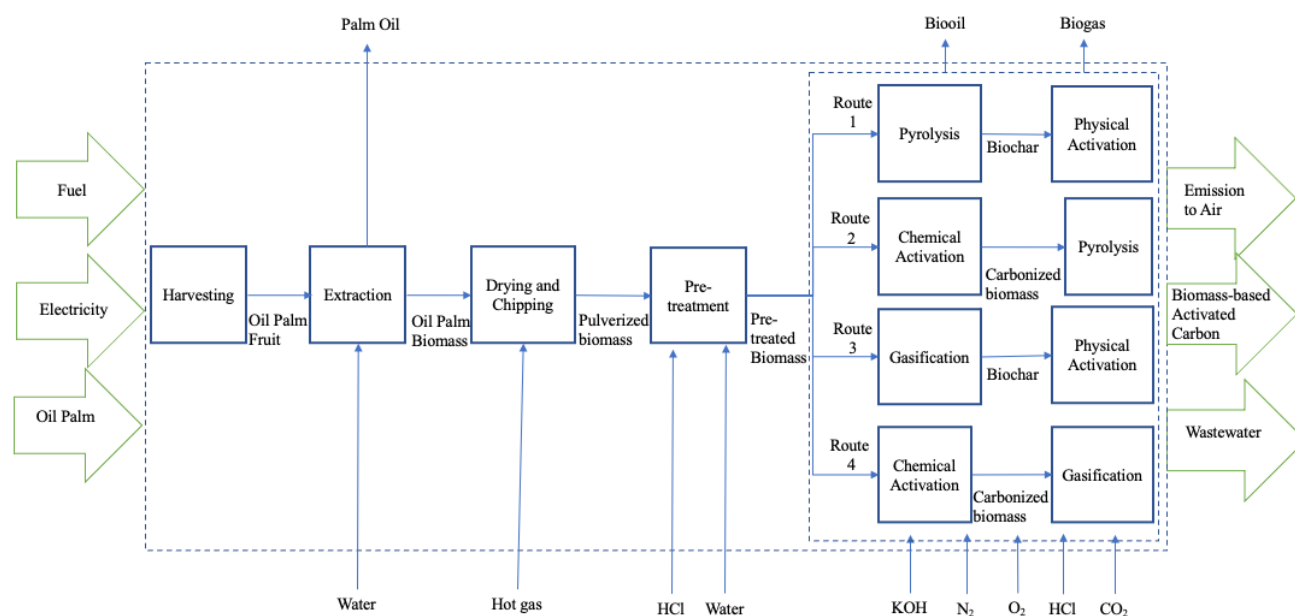 Palm Oil
Biooil
Biogas
Fuel
Electricity
Oil Palm
Harvesting
Oil Palm
Fruit
Extraction
Oil Palm
Biomass
Drying and
Chipping
Pulverized
biomass
Pre-
treatment
Pre-
treated
Biomass
Route
1
Pyrolysis
Biochar
Physical
Activation
Route
2
Chemical
Activation
Carbonized
biomass
Pyrolysis
Route
3
Gasification
Biochar
Physical
Activation
Route
4
Chemical
Activation
Carbonized
biomass
Gasification
Emission
to Air
Biomass-based
Activated
Carbon
Wastewater
Water
Hot gas
HCl
Water
KOH
N₂
O₂
HCl
CO₂